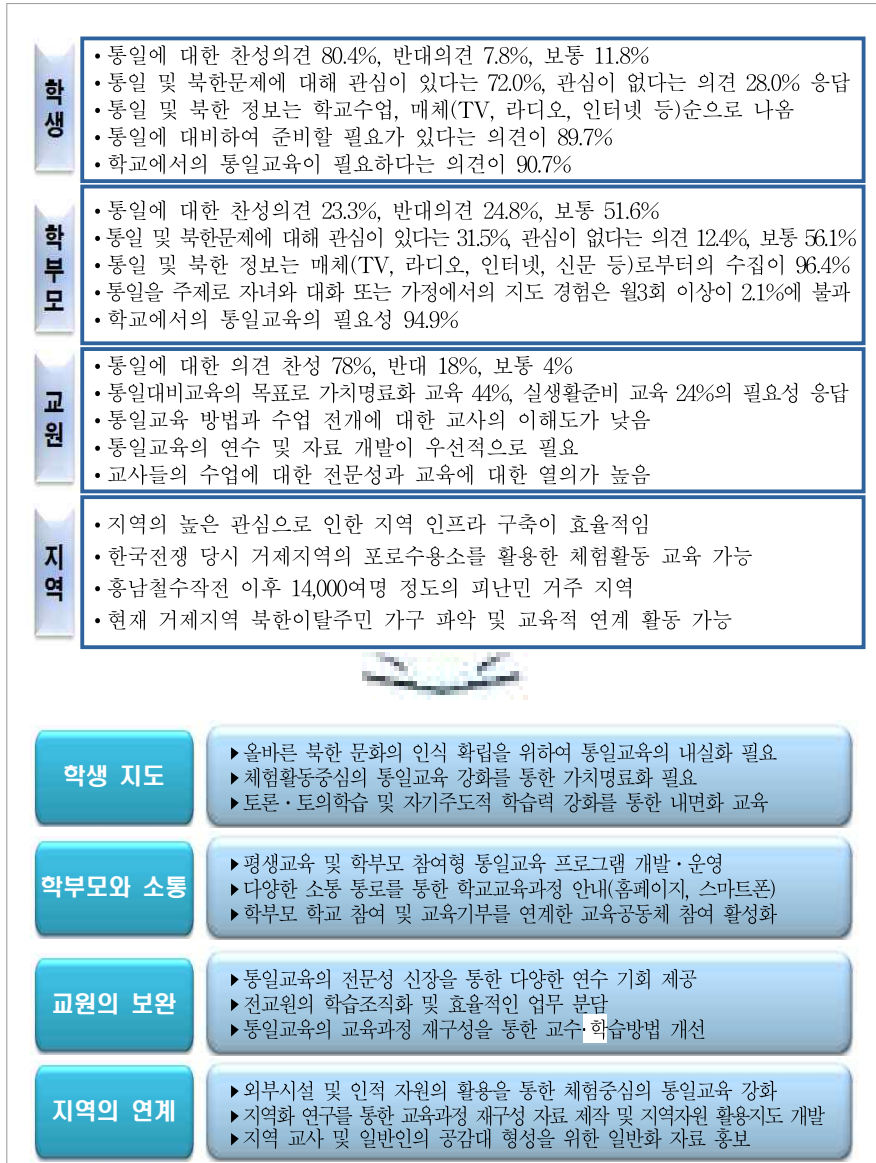 학생
• 통일에 대한 찬성의견 80.4%, 반대의견 7.8%, 보통 11.8%
• 통일 및 북한문제에 대해 관심이 있다는 72.0%, 관심이 없다는 의견 28.0% 응답
• 통일 및 북한 정보는 학교수업, 매체(TV, 라디오, 인터넷 등)순으로 나옴
• 통일에 대비하여 준비할 필요가 있다는 의견이 89.7%
• 학교에서의 통일교육이 필요하다는 의견이 90.7%
학부모
• 통일에 대한 찬성의견 23.3%, 반대의견 24.8%, 보통 51.6%
• 통일 및 북한문제에 대해 관심이 있다는 31.5%, 관심이 없다는 의견 12.4%, 보통 56.1%
• 통일 및 북한 정보는 매체(TV, 라디오, 인터넷, 신문 등)로부터의 수집이 96.4%
• 통일을 주제로 자녀와 대화 또는 가정에서의 지도 경험은 월3회 이상이 2.1%에 불과
• 학교에서의 통일교육의 필요성 94.9%
교원
• 통일에 대한 의견 찬성 78%, 반대 18%, 보통 4%
• 통일대비교육의 목표로 가치명료화 교육 44%, 실생활준비 교육 24%의 필요성 응답
• 통일교육 방법과 수업 전개에 대한 교사의 이해도가 낮음
• 통일교육의 연수 및 자료 개발이 우선적으로 필요
• 교사들의 수업에 대한 전문성과 교육에 대한 열의가 높음
지역
• 지역의 높은 관심으로 인한 지역 인프라 구축이 효율적임
• 한국전쟁 당시 거제지역의 포로수용소를 활용한 체험활동 교육 가능
• 흥남철수작전 이후 14,000여명 정도의 피난민 거주 지역
• 현재 거제지역 북한이탈주민 가구 파악 및 교육적 연계 활동 가능
학생 지도
▶올바른 북한 문화의 인식 확립을 위하여 통일교육의 내실화 필요
▶체험활동중심의 통일교육 강화를 통한 가치명료화 필요
▶토론·토의학습 및 자기주도적 학습력 강화를 통한 내면화 교육
학부모와 소통
▶평생교육 및 학부모 참여형 통일교육 프로그램 개발·운영
▶다양한 소통 통로를 통한 학교교육과정 안내(홈페이지, 스마트폰)
▶학부모 학교 참여 및 교육기부를 연계한 교육공동체 참여 활성화
교원의 보완
▶통일교육의 전문성 신장을 통한 다양한 연수 기회 제공
▶전교원의 학습조직화 및 효율적인 업무 분담
▶통일교육의 교육과정 재구성을 통한 교수·학습방법 개선
지역의 연계
▶외부시설 및 인적 자원의 활용을 통한 체험중심의 통일교육 강화
▶지역화 연구를 통한 교육과정 재구성 자료 제작 및 지역자원 활용지도 개발
▶지역 교사 및 일반인의 공감대 형성을 위한 일반화 자료 홍보